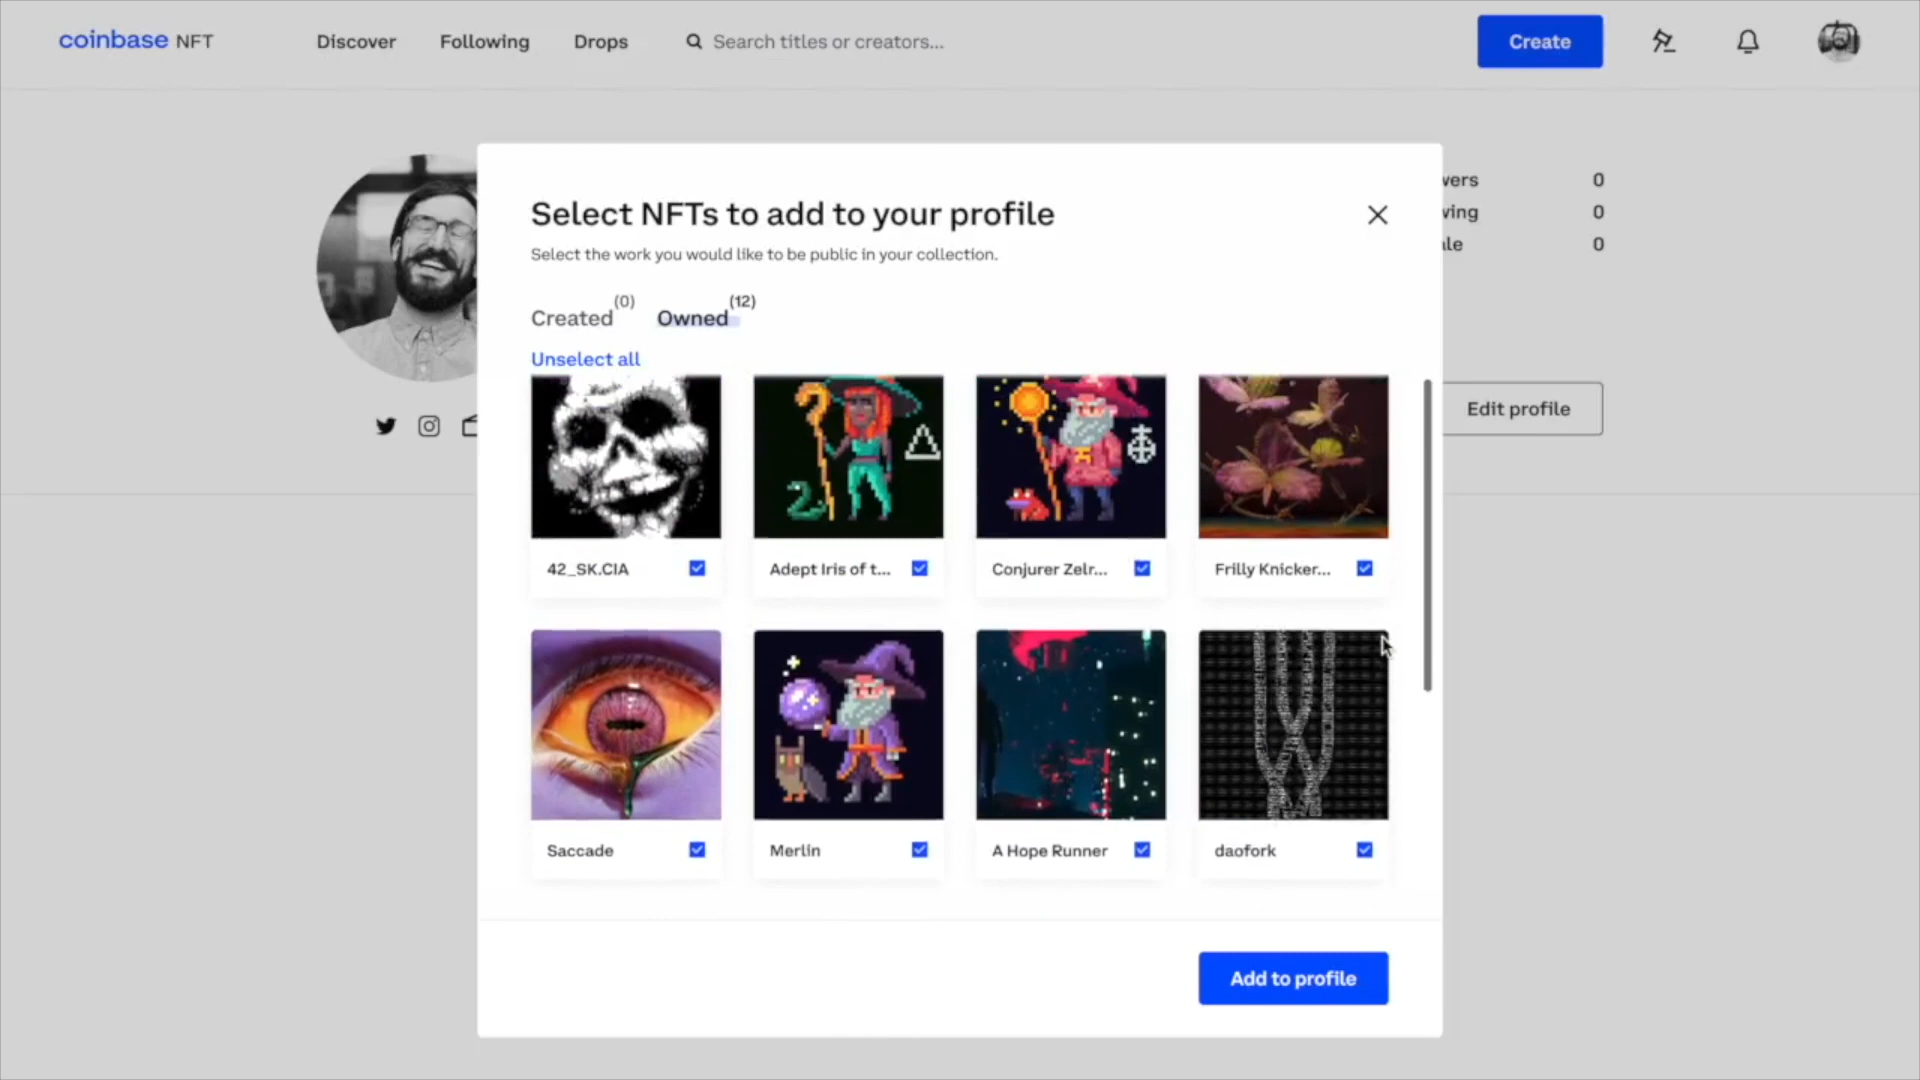 coinbase NFT
Discover
Following
Drops
Search titles or creators...
Create
Select NFTs to add to your profile
Select the work you would like to be public in your collection.
Created (0)
Owned (12)
Unselect all
wers 0
wing 0
le 0
Edit profile
42_SK.CIA
Adept Iris of t...
Conjurer Zelr...
Frilly Knicker...
Saccade
Merlin
A Hope Runner
daofork
Add to profile